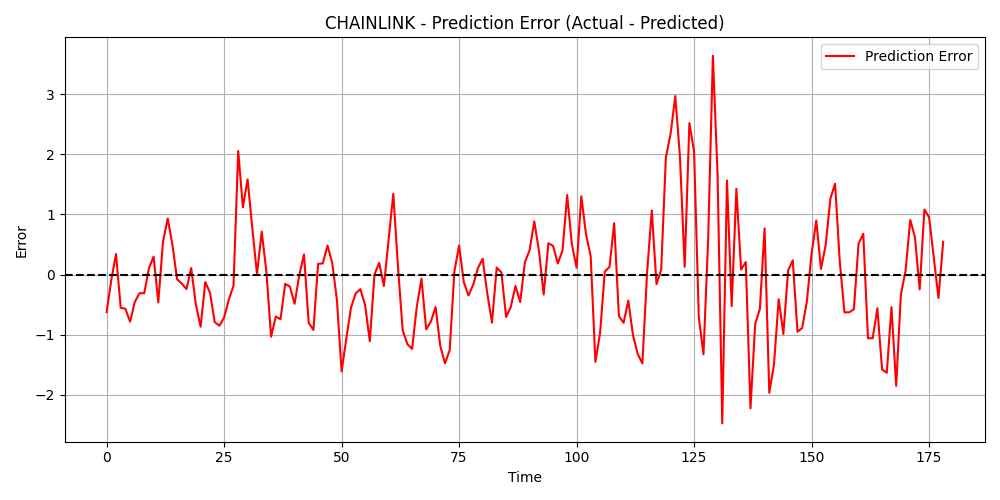 CHAINLINK - Prediction Error (Actual - Predicted)
Prediction Error
Error
3
2
1
0
−1
−2
0 25 50 75 100 125 150 175
Time